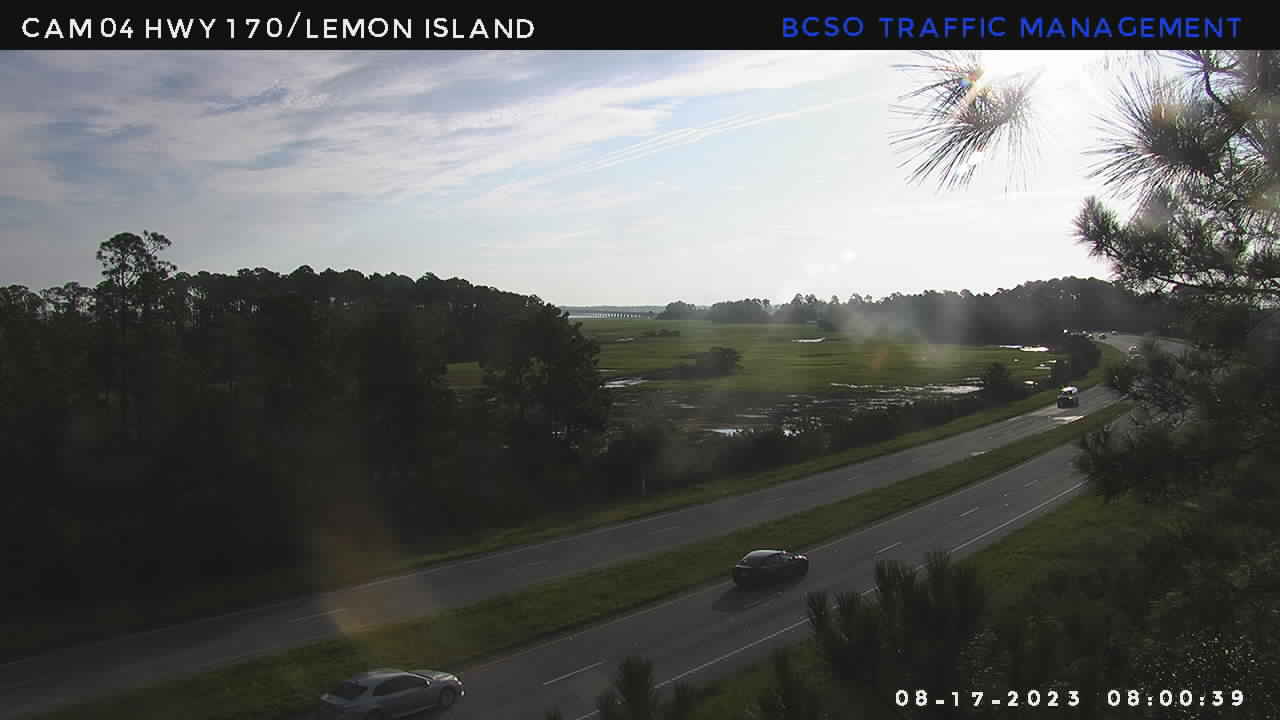 CAM04 HWY 170/LEMON ISLAND
BCSO TRAFFIC MANAGEMENT
08-17-2023 08:00:39